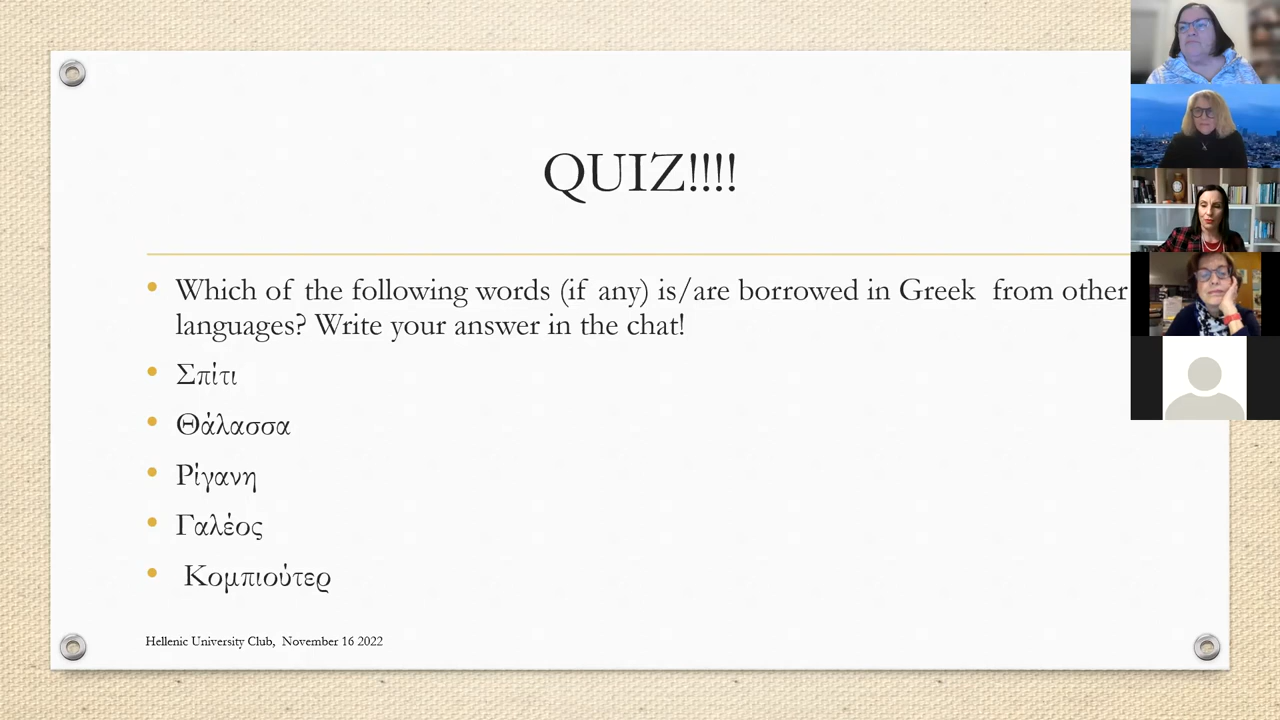 QUIZ!!!!
• Which of the following words (if any) is/are borrowed in Greek from other
languages? Write your answer in the chat!
• Σπίτι
• Θάλασσα
• Ρίγανη
• Γαλέος
• Κομπιούτερ
Hellenic University Club, November 16 2022